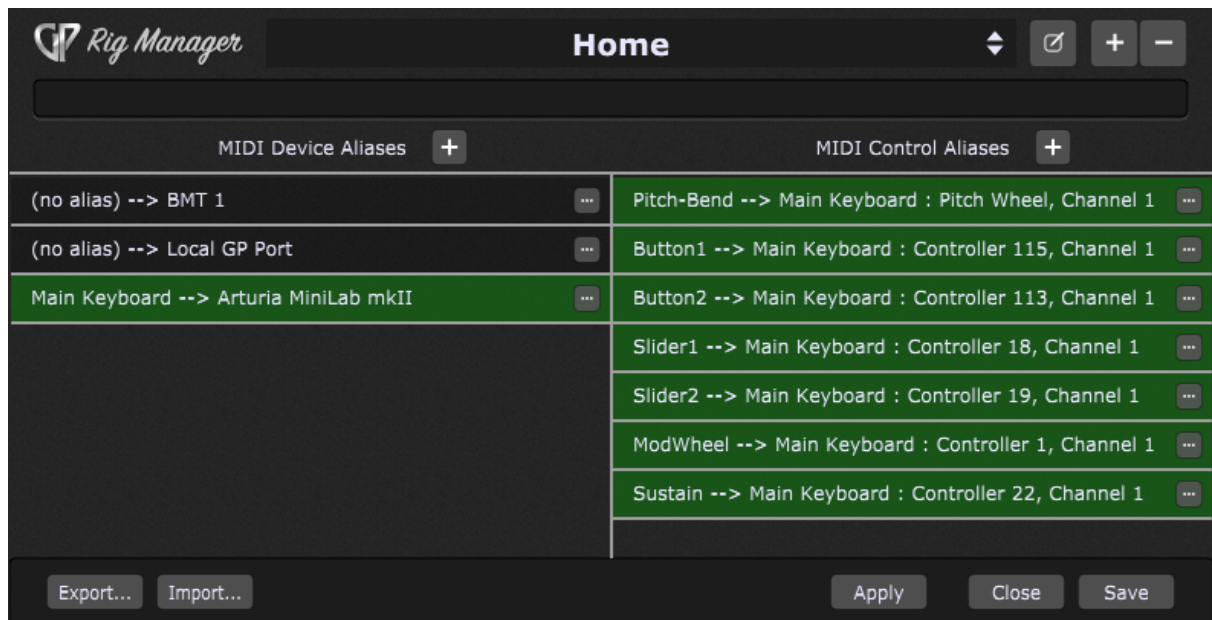 GP Rig Manager
Home
MIDI Device Aliases +
MIDI Control Aliases +
(no alias) --> BMT 1
(no alias) --> Local GP Port
Main Keyboard --> Arturia MiniLab mkII
Pitch-Bend --> Main Keyboard : Pitch Wheel, Channel 1
Button1 --> Main Keyboard : Controller 115, Channel 1
Button2 --> Main Keyboard : Controller 113, Channel 1
Slider1 --> Main Keyboard : Controller 18, Channel 1
Slider2 --> Main Keyboard : Controller 19, Channel 1
ModWheel --> Main Keyboard : Controller 1, Channel 1
Sustain --> Main Keyboard : Controller 22, Channel 1
Export... Import... Apply Close Save